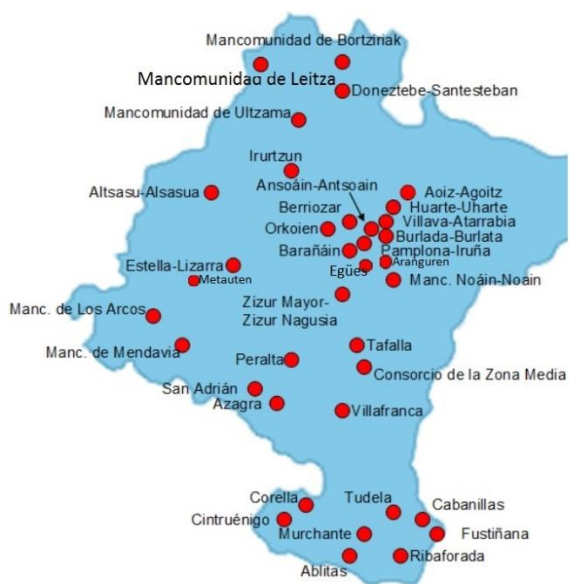 Mancomunidad de Bortziriak
Mancomunidad de Leitza
Doneztebe-Santesteban
Mancomunidad de Ultzama
Irurtzun
Ansoáin-Antsoain
Altsasu-Alsasua
Aoiz-Agoitz
Berriozar
Huarte-Uharte
Orkoien
Villava-Atarrabia
Burlada-Burlata
Barañáin
Pamplona-Iruña
Estella-Lizarra
Egües
Aranguren
Metauten
Manc. Noáin-Noain
Zizur Mayor-
Zizur Nagusia
Manc. de Los Arcos
Manc. de Mendavia
Tafalla
Peralta
Consorcio de la Zona Media
San Adrián
Azagra
Villafranca
Corella
Tudela
Cabanillas
Cintruénigo
Murchante
Fustiñana
Ablitas
Ribaforada